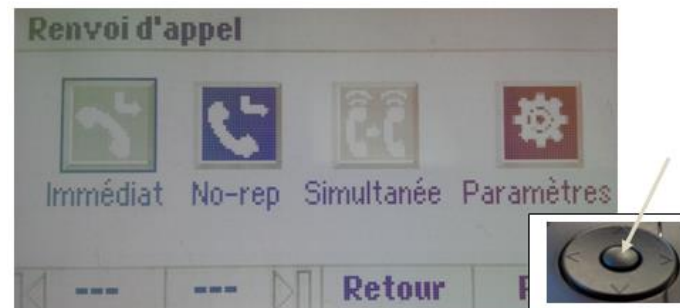 Renvoi d'appel
Immédiat No-rep Simultanée Paramètres
--- --- Retour